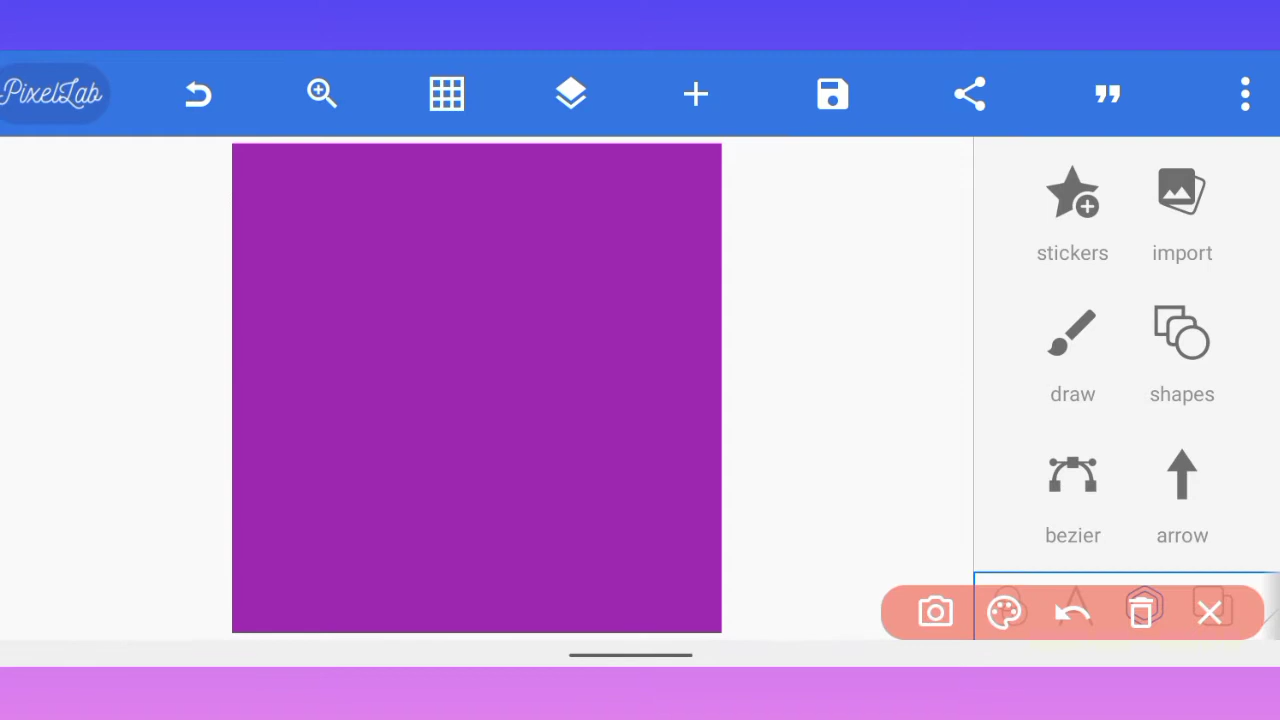 PixelLab
stickers
import
draw
shapes
bezier
arrow